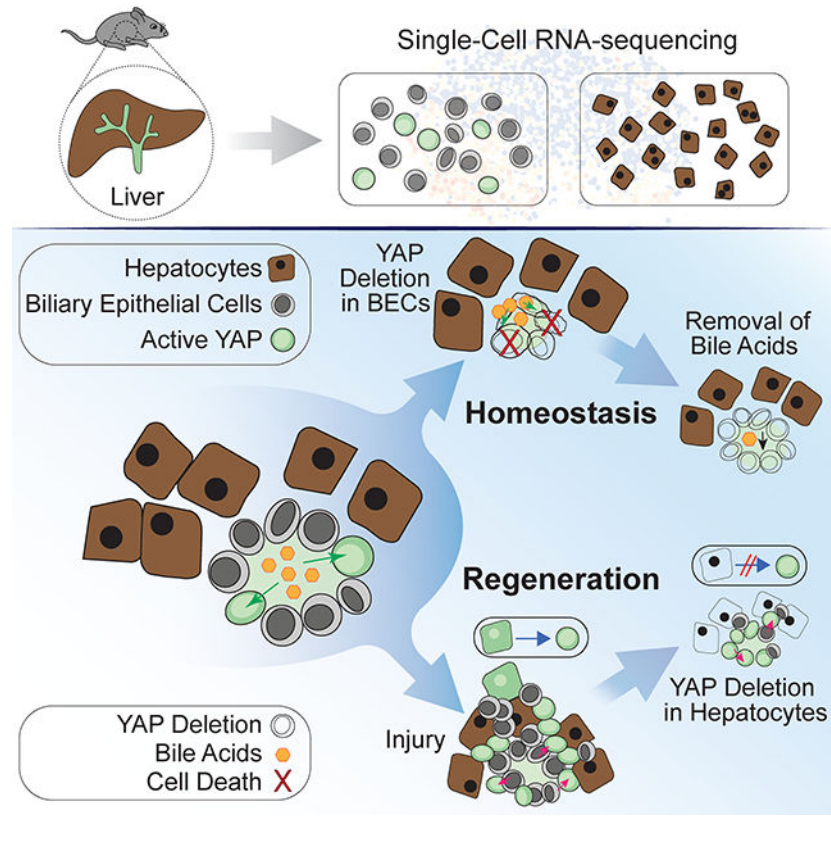 Single-Cell RNA-sequencing
Liver
Hepatocytes
Biliary Epithelial Cells
Active YAP
YAP
Deletion
in BECs
Removal of
Bile Acids
Homeostasis
Regeneration
Injury
YAP Deletion
in Hepatocytes
YAP Deletion
Bile Acids
Cell Death